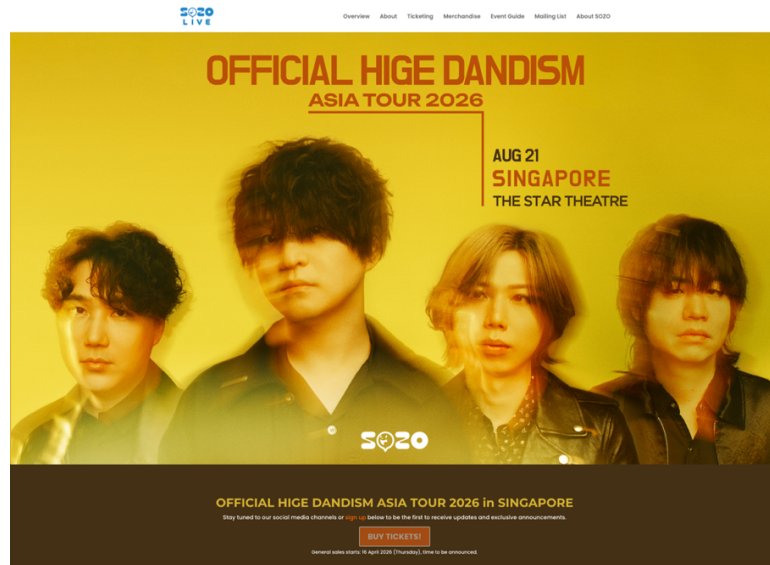 SOZO
LIVE
Overview About Ticketing Merchandise Event Guide Mailing List About SOZO
OFFICIAL HIGE DANDISM
ASIA TOUR 2026
AUG 21
SINGAPORE
THE STAR THEATRE
SOZO
OFFICIAL HIGE DANDISM ASIA TOUR 2026 in SINGAPORE
Stay tuned to our social media channels or sign up below to be the first to receive updates and exclusive announcements.
BUY TICKETS!
General sales starts: 16 April 2026 (Thursday), time to be announced.